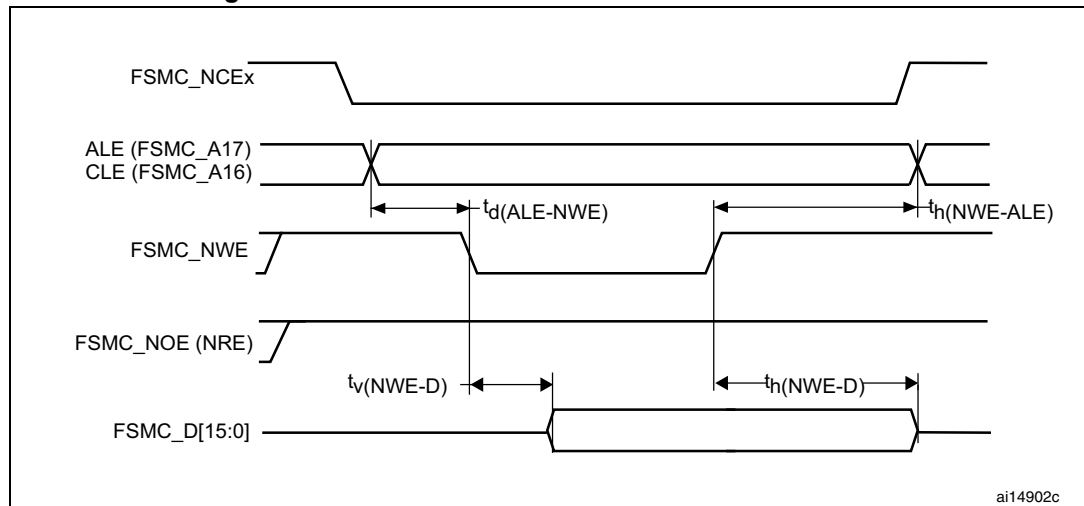 FSMC_NCEx
ALE (FSMC_A17)
CLE (FSMC_A16)
td(ALE-NWE)
th(NWE-ALE)
FSMC_NWE
FSMC_NOE (NRE)
tv(NWE-D)
th(NWE-D)
FSMC_D[15:0]
ai14902c